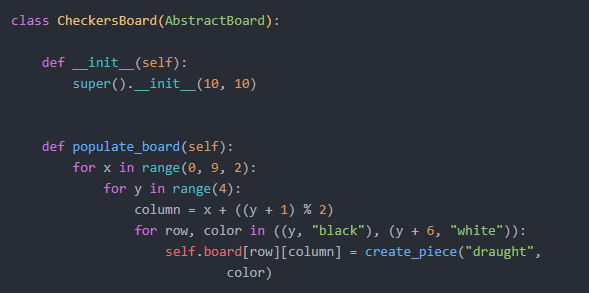 class CheckersBoard(AbstractBoard):
def __init__(self):
super().__init__(10, 10)
def populate_board(self):
for x in range(0, 9, 2):
for y in range(4):
column = x + ((y + 1) % 2)
for row, color in ((y, "black"), (y + 6, "white")):
self.board[row][column] = create_piece("draught",
color)